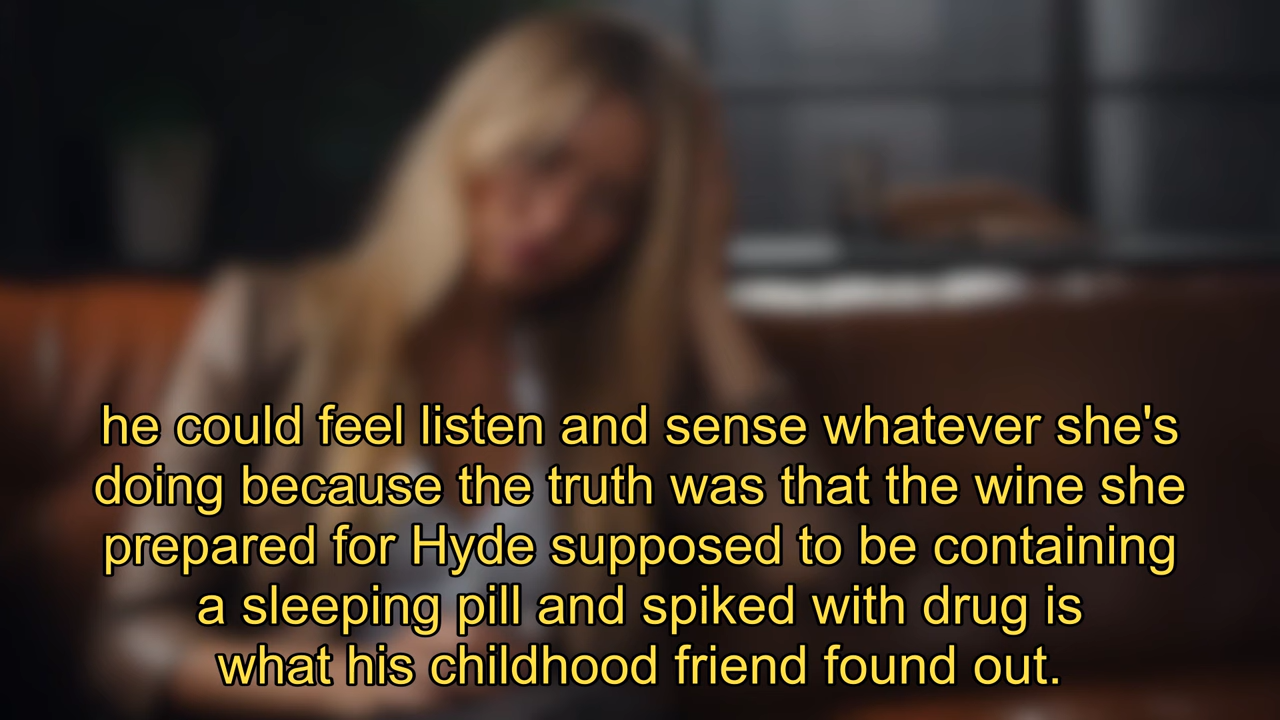 he could feel listen and sense whatever she's
doing because the truth was that the wine she
prepared for Hyde supposed to be containing
a sleeping pill and spiked with drug is
what his childhood friend found out.